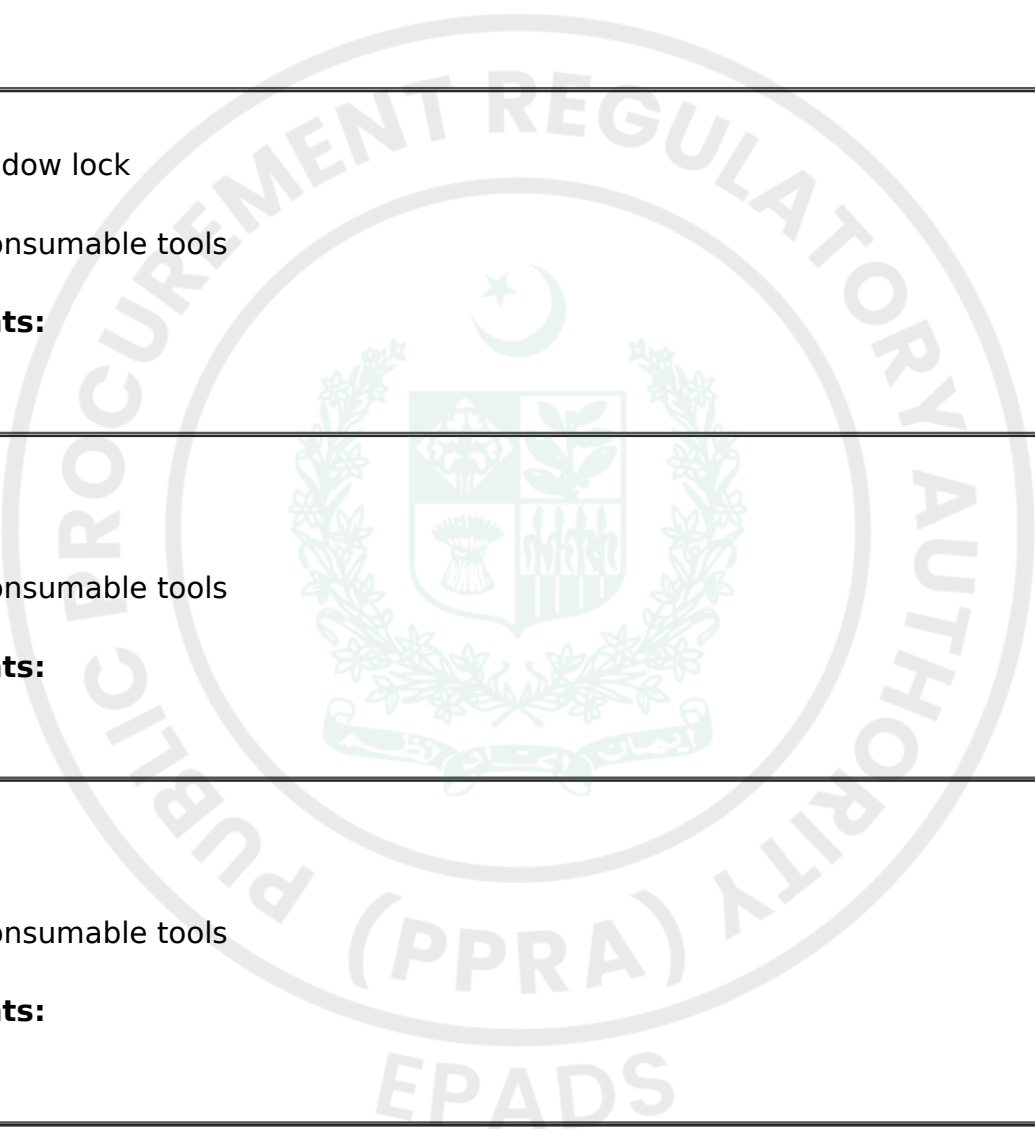 PUBLIC PROCUREMENT REGULATORY AUTHORITY
dow lock
onsumable tools
ts:
onsumable tools
ts:
onsumable tools
ts:
(PPRA)
EPADS